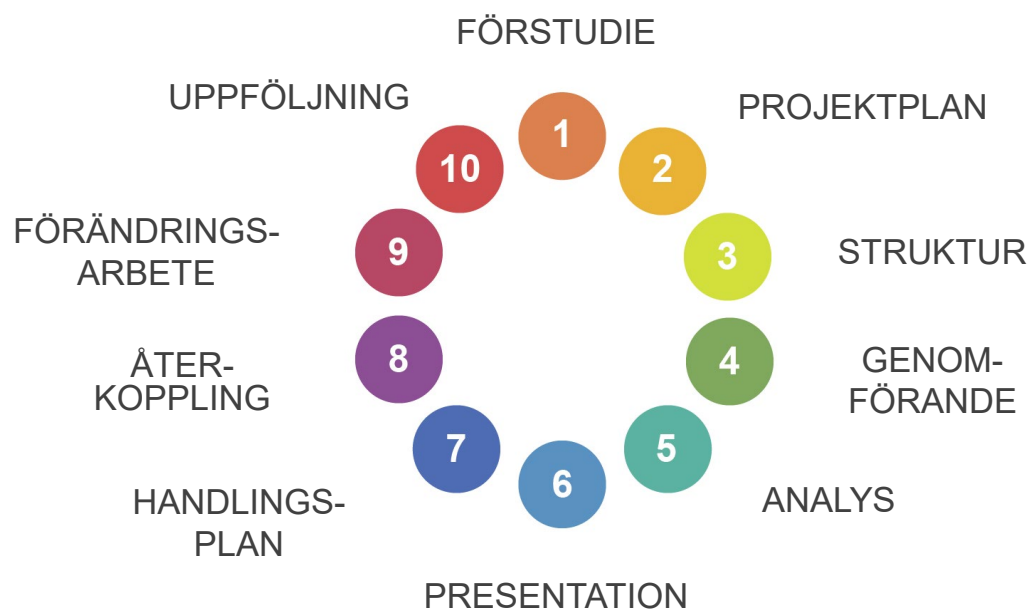 FÖRSTUDIE
1
PROJEKTPLAN
2
STRUKTUR
3
GENOM-
FÖRANDE
4
ANALYS
5
PRESENTATION
6
HANDLINGS-
PLAN
7
ÅTER-
KOPPLING
8
FÖRÄNDRINGS-
ARBETE
9
UPPFÖLJNING
10